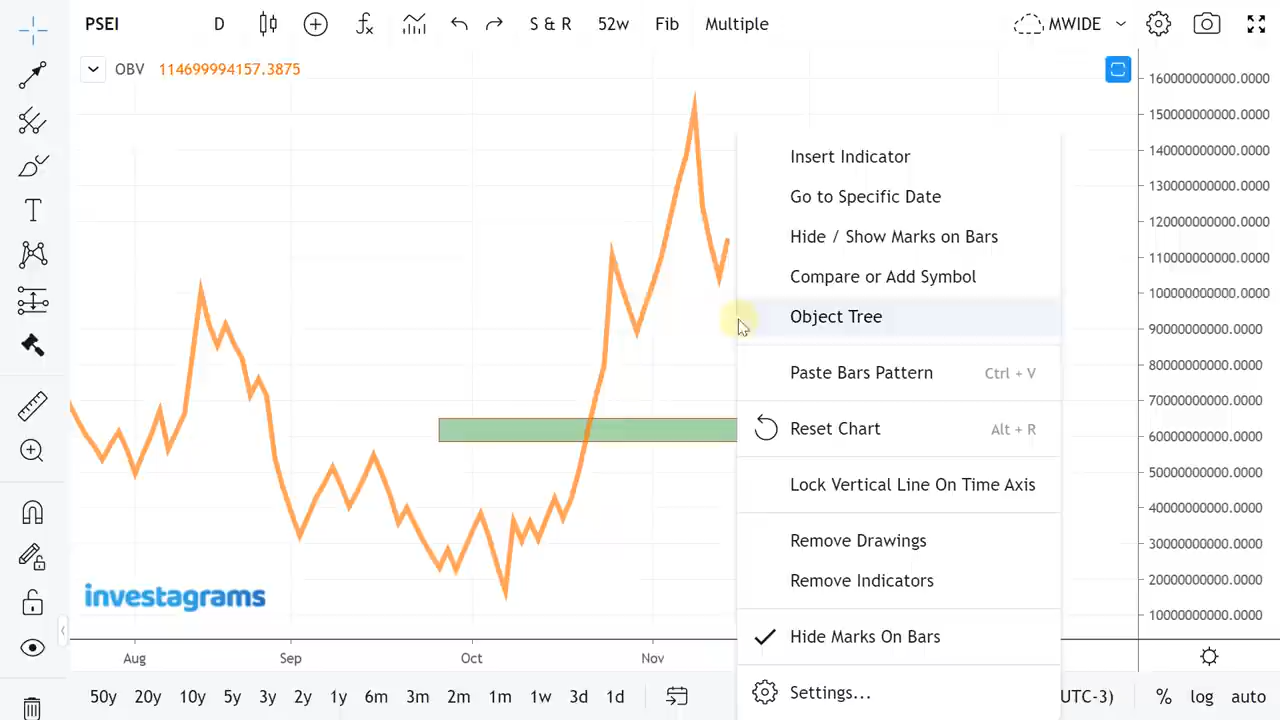 PSEI D S & R 52w Fib Multiple MWIDE
OBV 114699994157.3875
160000000000.0000
150000000000.0000
140000000000.0000
130000000000.0000
120000000000.0000
110000000000.0000
100000000000.0000
90000000000.0000
80000000000.0000
70000000000.0000
60000000000.0000
50000000000.0000
40000000000.0000
30000000000.0000
20000000000.0000
10000000000.0000
Insert Indicator
Go to Specific Date
Hide / Show Marks on Bars
Compare or Add Symbol
Object Tree
Paste Bars Pattern Ctrl + V
Reset Chart Alt + R
Lock Vertical Line On Time Axis
Remove Drawings
Remove Indicators
Hide Marks On Bars
Settings...
investagrams
Aug Sep Oct Nov
50y 20y 10y 5y 3y 2y 1y 6m 3m 2m 1m 1w 3d 1d UTC-3) % log auto